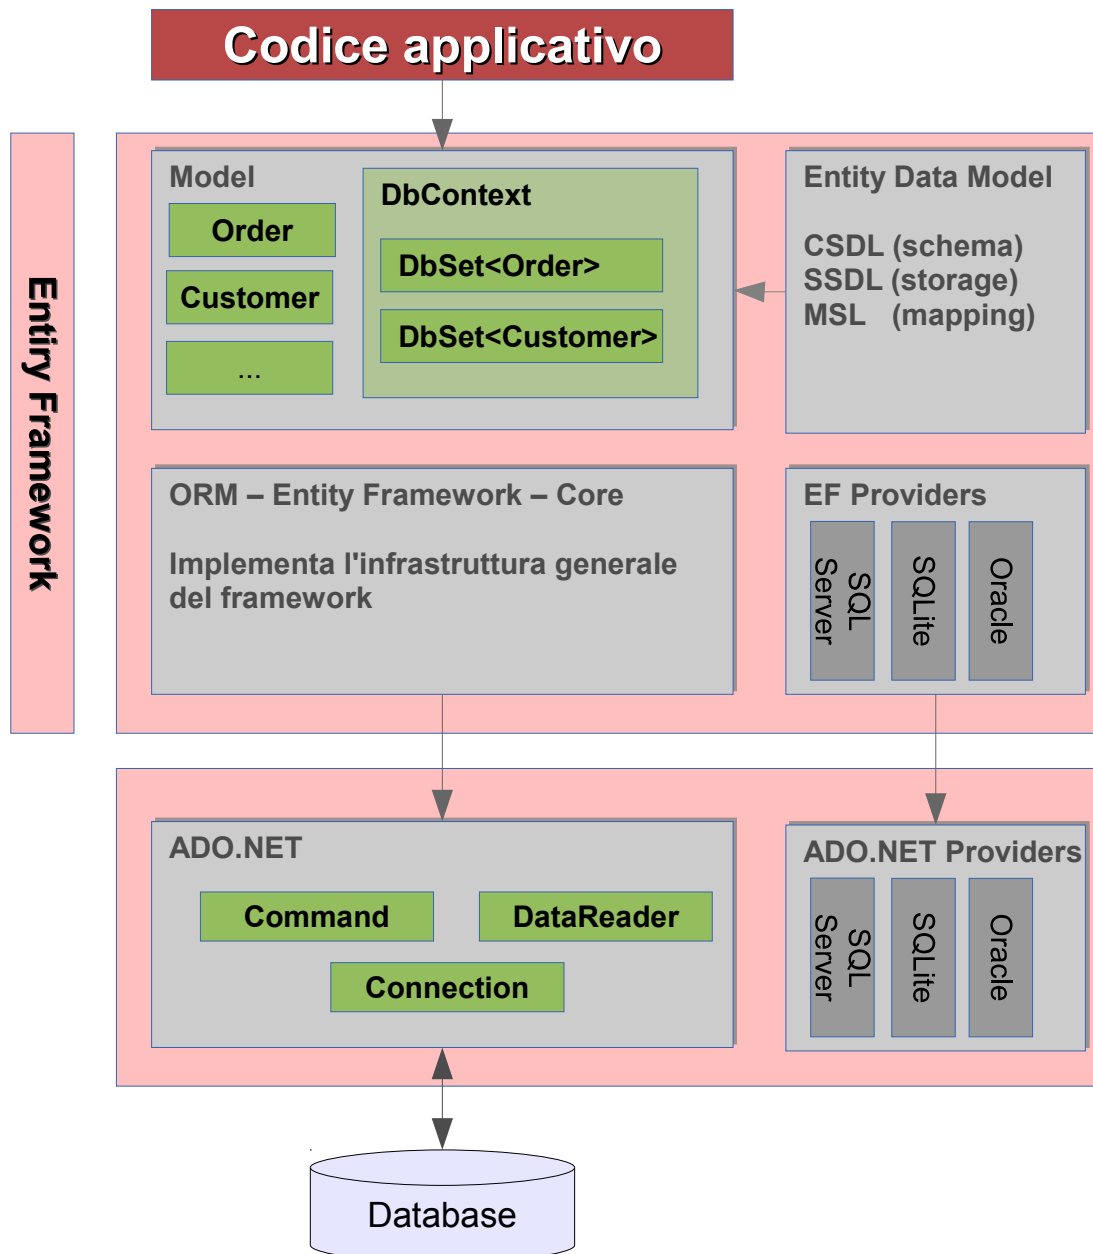 Codice applicativo
Entiry Framework
Model
Order
Customer
...
DbContext
DbSet<Order>
DbSet<Customer>
Entity Data Model
CSDL (schema)
SSDL (storage)
MSL (mapping)
ORM – Entity Framework – Core
Implementa l'infrastruttura generale
del framework
EF Providers
SQL
Server
SQLite
Oracle
ADO.NET
Command
DataReader
Connection
ADO.NET Providers
SQL
Server
SQLite
Oracle
Database